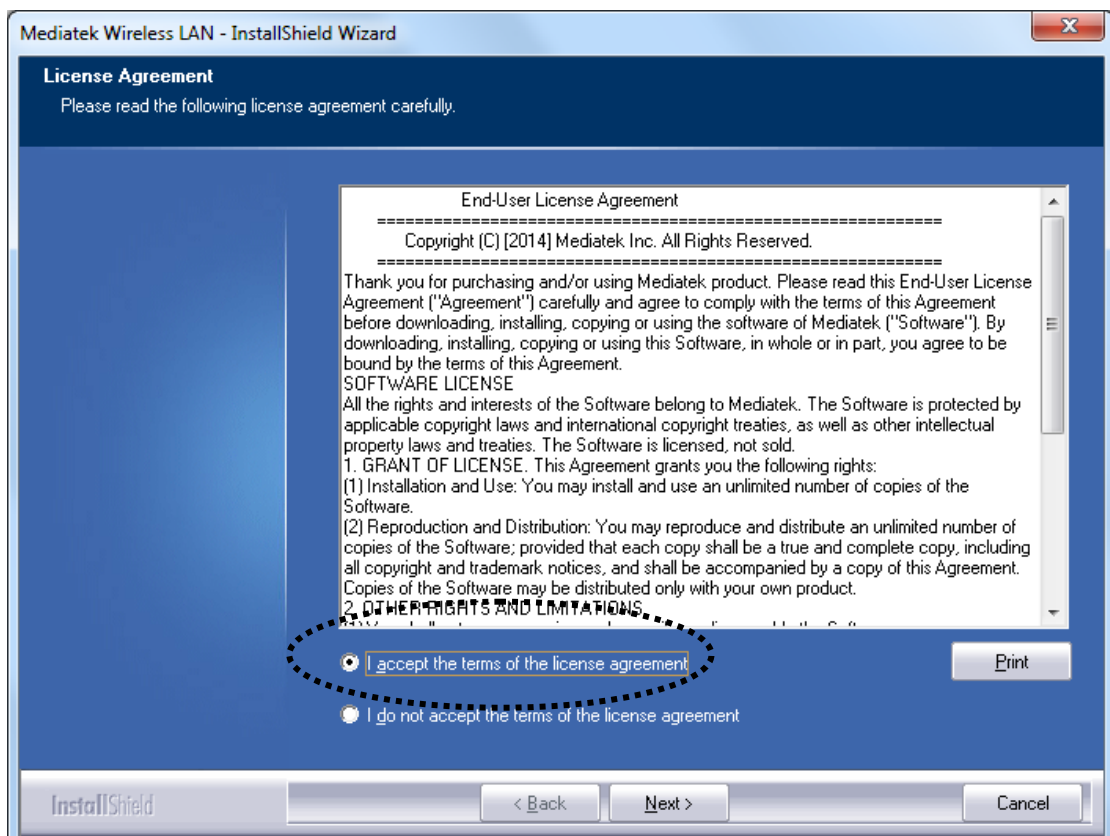 Mediatek Wireless LAN - InstallShield Wizard
License Agreement
Please read the following license agreement carefully.
End-User License Agreement
============================================================
Copyright (C) [2014] Mediatek Inc. All Rights Reserved.
============================================================
Thank you for purchasing and/or using Mediatek product. Please read this End-User License
Agreement ("Agreement") carefully and agree to comply with the terms of this Agreement
before downloading, installing, copying or using the software of Mediatek ("Software"). By
downloading, installing, copying or using this Software, in whole or in part, you agree to be
bound by the terms of this Agreement.
SOFTWARE LICENSE
All the rights and interests of the Software belong to Mediatek. The Software is protected by
applicable copyright laws and international copyright treaties, as well as other intellectual
property laws and treaties. The Software is licensed, not sold.
1. GRANT OF LICENSE. This Agreement grants you the following rights:
(1) Installation and Use: You may install and use an unlimited number of copies of the
Software.
(2) Reproduction and Distribution: You may reproduce and distribute an unlimited number of
copies of the Software; provided that each copy shall be a true and complete copy, including
all copyright and trademark notices, and shall be accompanied by a copy of this Agreement.
Copies of the Software may be distributed only with your own product.
2. OTHER RIGHTS AND LIMITATIONS
I accept the terms of the license agreement
Print
I do not accept the terms of the license agreement
InstallShield
< Back
Next >
Cancel